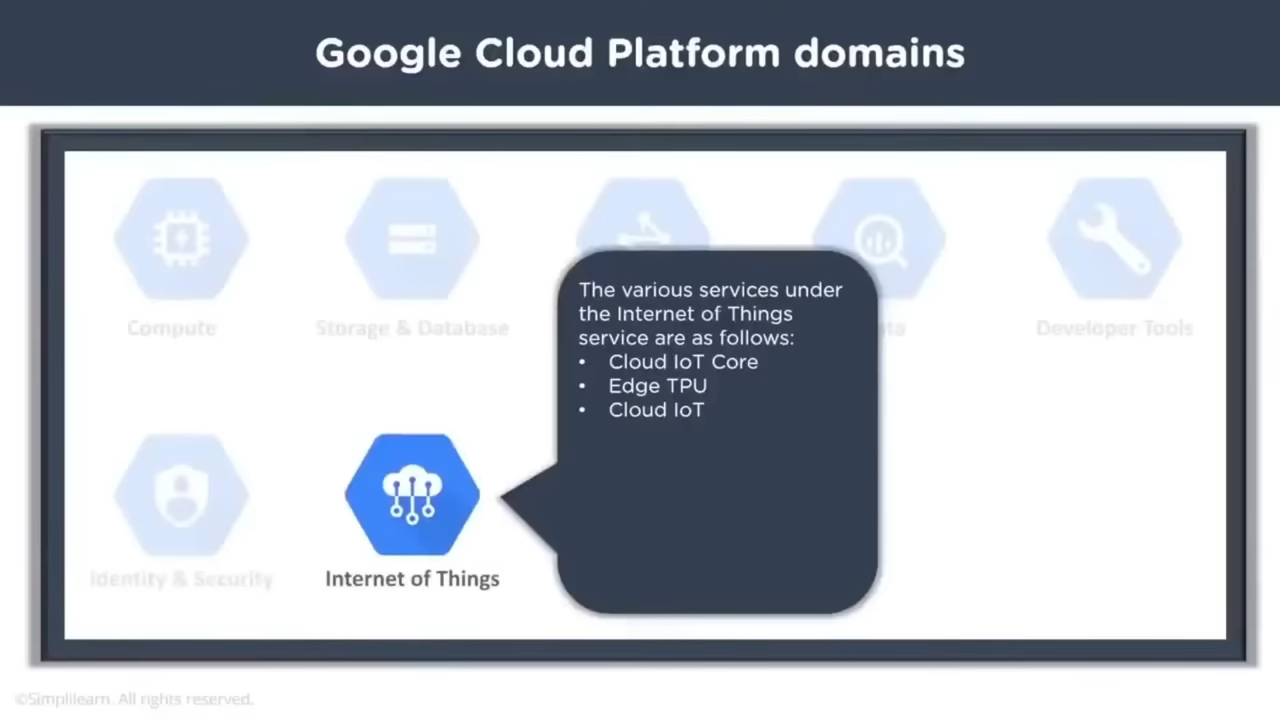 Google Cloud Platform domains
The various services under
the Internet of Things
service are as follows:
• Cloud IoT Core
• Edge TPU
• Cloud IoT
Compute
Storage & Database
Developer Tools
Identity & Security
Internet of Things
©Simplilearn. All rights reserved.